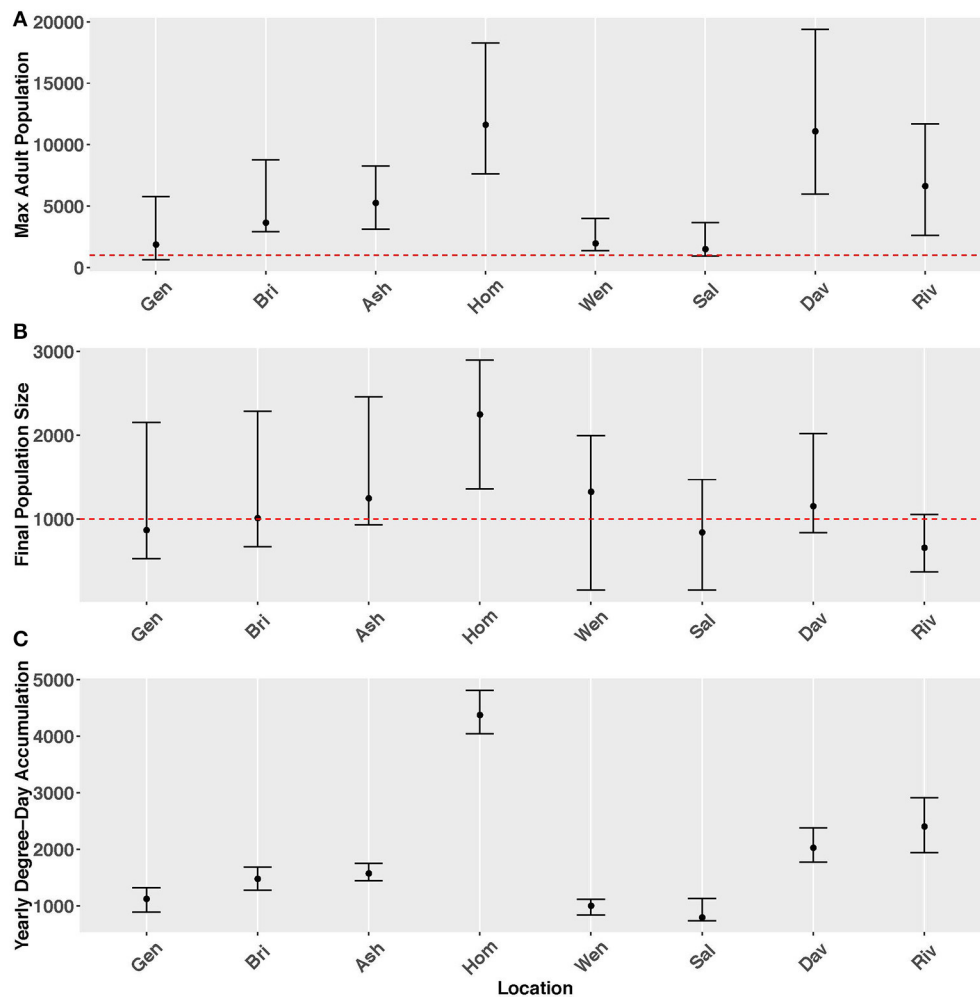 A
Max Adult Population
20000
15000
10000
5000
0
Gen Bri Ash Hom Wen Sal Dav Riv
B
Final Population Size
3000
2000
1000
Gen Bri Ash Hom Wen Sal Dav Riv
C
Yearly Degree–Day Accumulation
5000
4000
3000
2000
1000
Gen Bri Ash Hom Wen Sal Dav Riv
Location